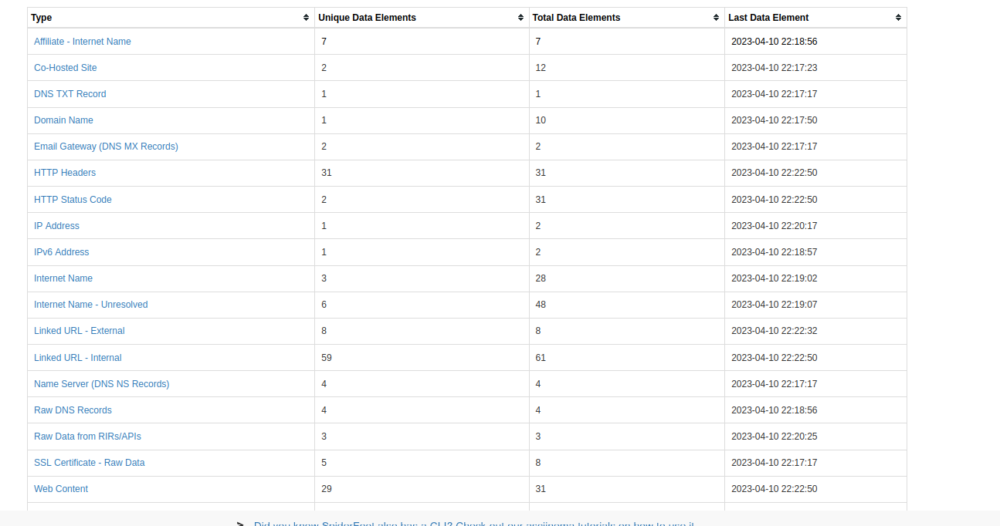 Type Unique Data Elements Total Data Elements Last Data Element
Affiliate - Internet Name 7 7 2023-04-10 22:18:56
Co-Hosted Site 2 12 2023-04-10 22:17:23
DNS TXT Record 1 1 2023-04-10 22:17:17
Domain Name 1 10 2023-04-10 22:17:50
Email Gateway (DNS MX Records) 2 2 2023-04-10 22:17:17
HTTP Headers 31 31 2023-04-10 22:22:50
HTTP Status Code 2 31 2023-04-10 22:22:50
IP Address 1 2 2023-04-10 22:20:17
IPv6 Address 1 2 2023-04-10 22:18:57
Internet Name 3 28 2023-04-10 22:19:02
Internet Name - Unresolved 6 48 2023-04-10 22:19:07
Linked URL - External 8 8 2023-04-10 22:22:32
Linked URL - Internal 59 61 2023-04-10 22:22:50
Name Server (DNS NS Records) 4 4 2023-04-10 22:17:17
Raw DNS Records 4 4 2023-04-10 22:18:56
Raw Data from RIRs/APIs 3 3 2023-04-10 22:20:25
SSL Certificate - Raw Data 5 8 2023-04-10 22:17:17
Web Content 29 31 2023-04-10 22:22:50
> Did you know SpiderFoot also has a CLI? Check out our asciinema tutorials on how to use it